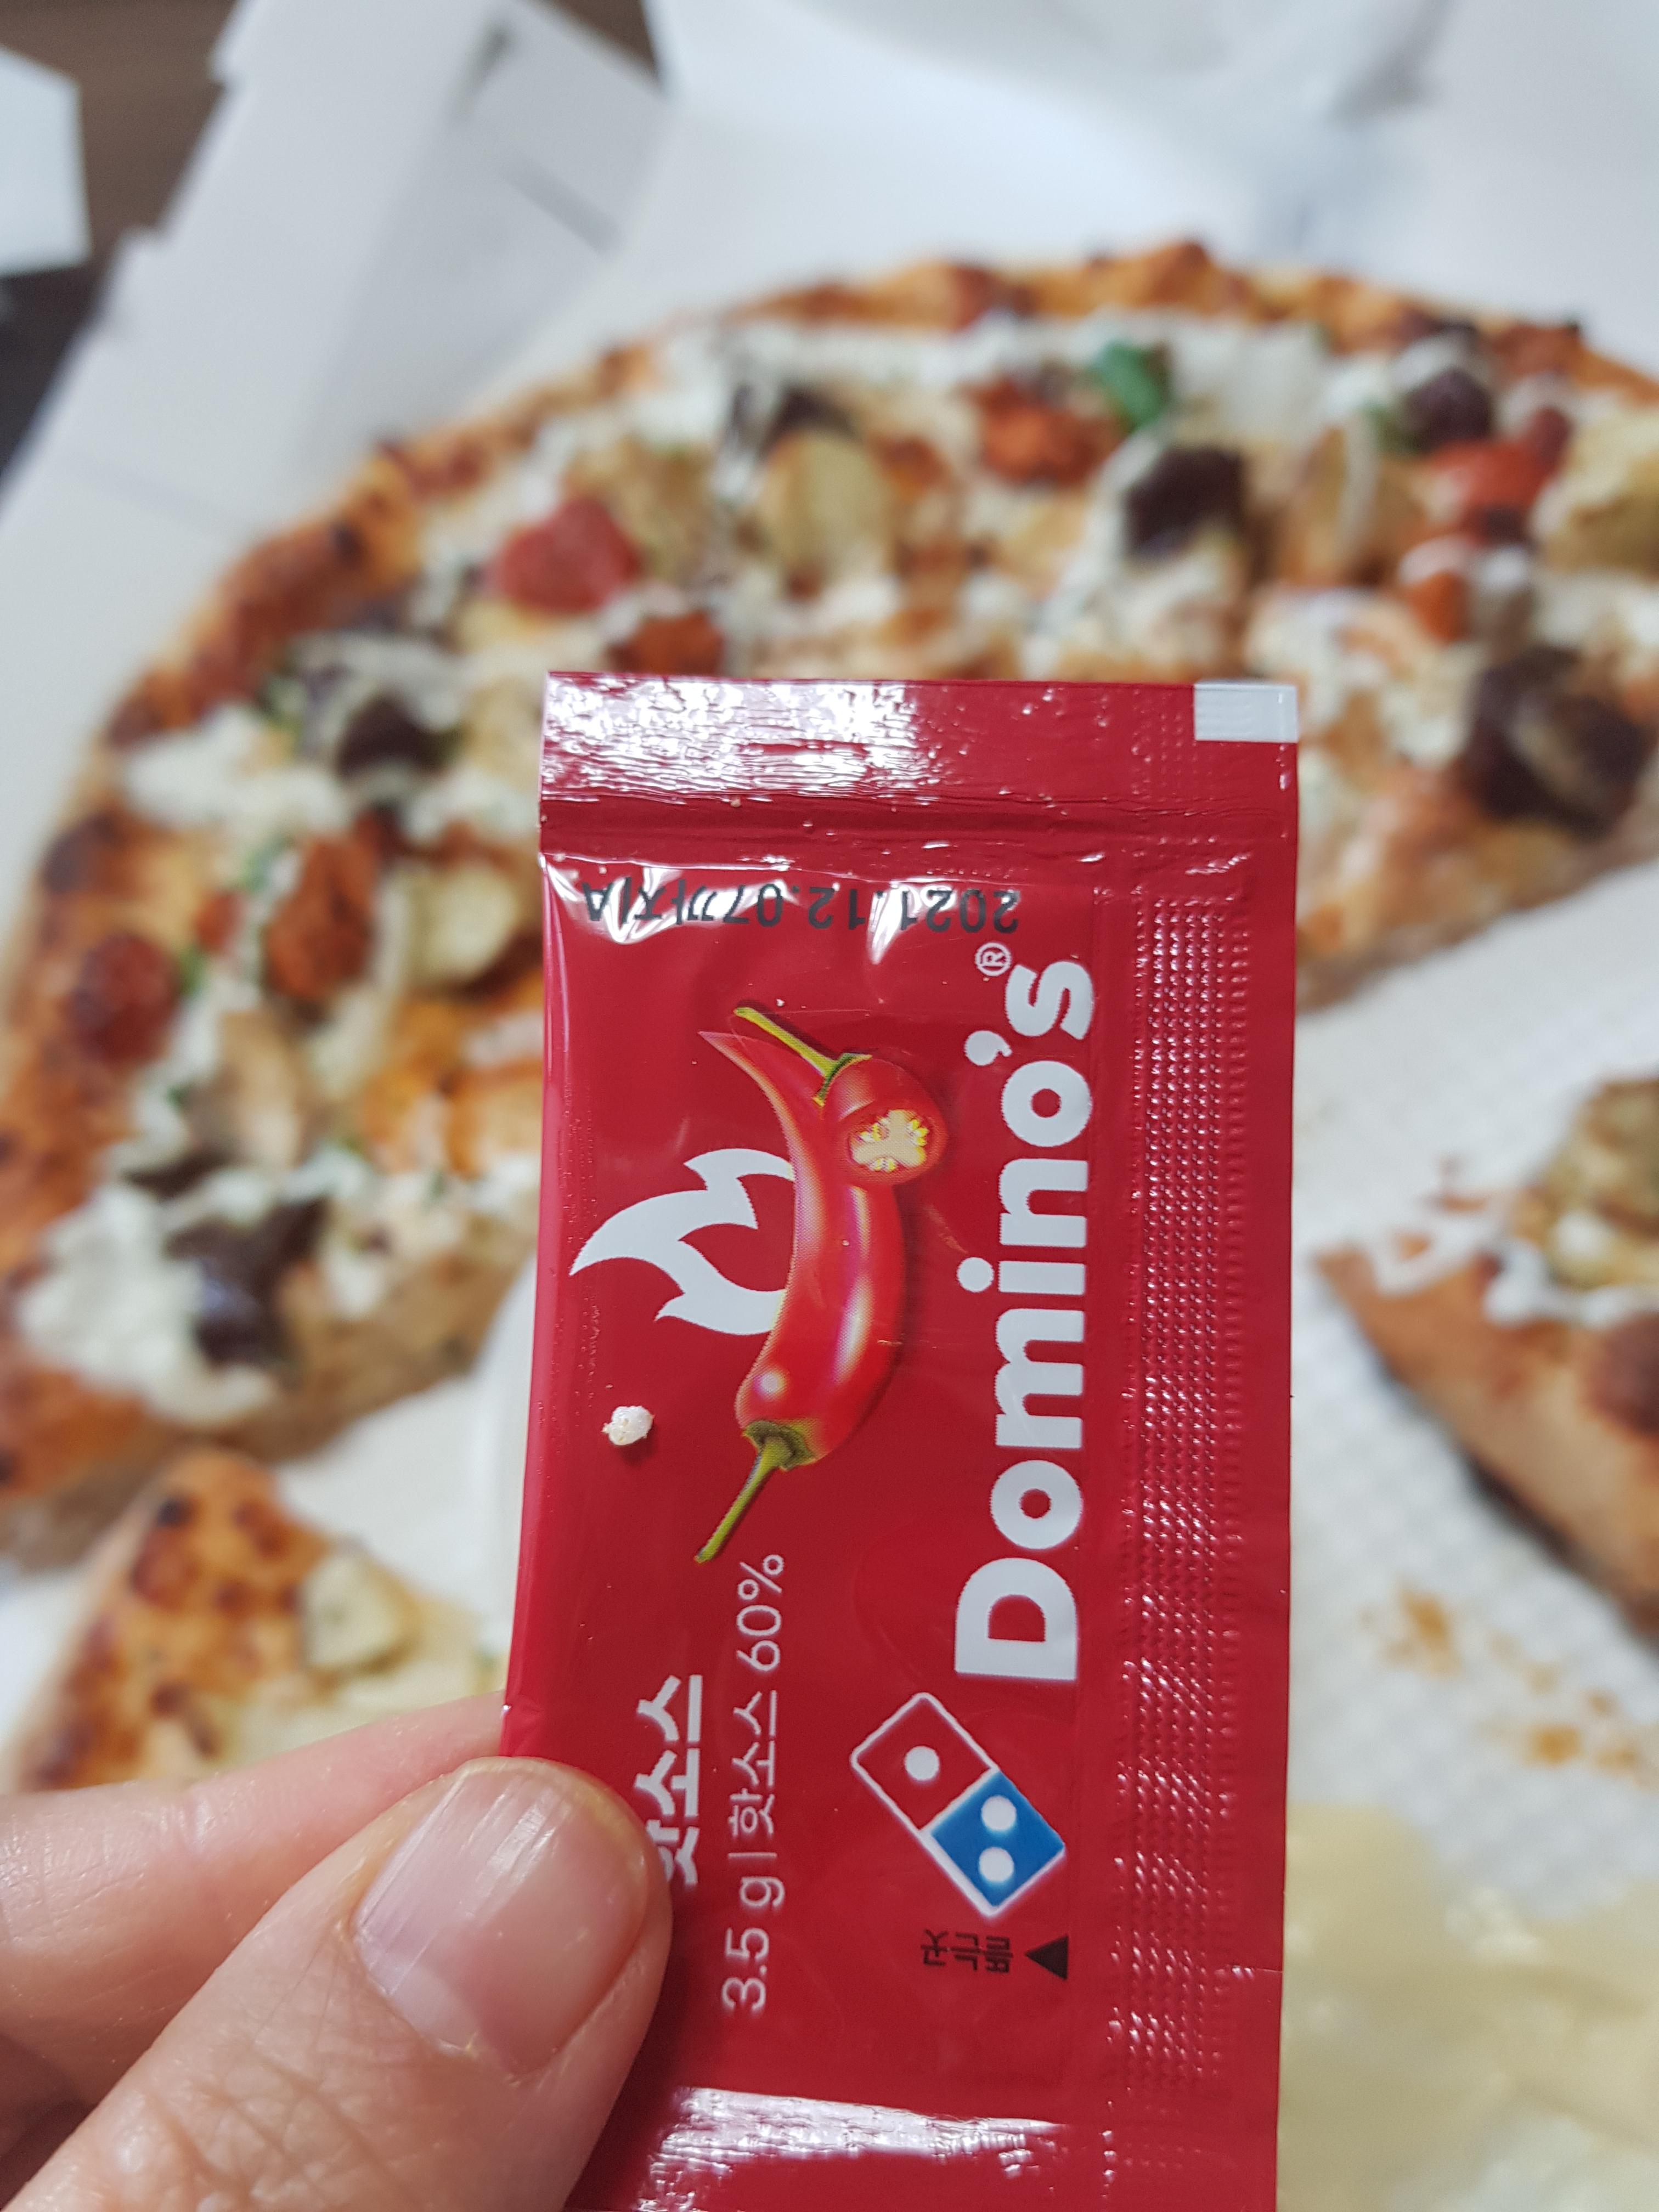 2021.12.07까지A
Domino's®
핫소스
3.5 g | 핫소스 60%
뜯는
곳